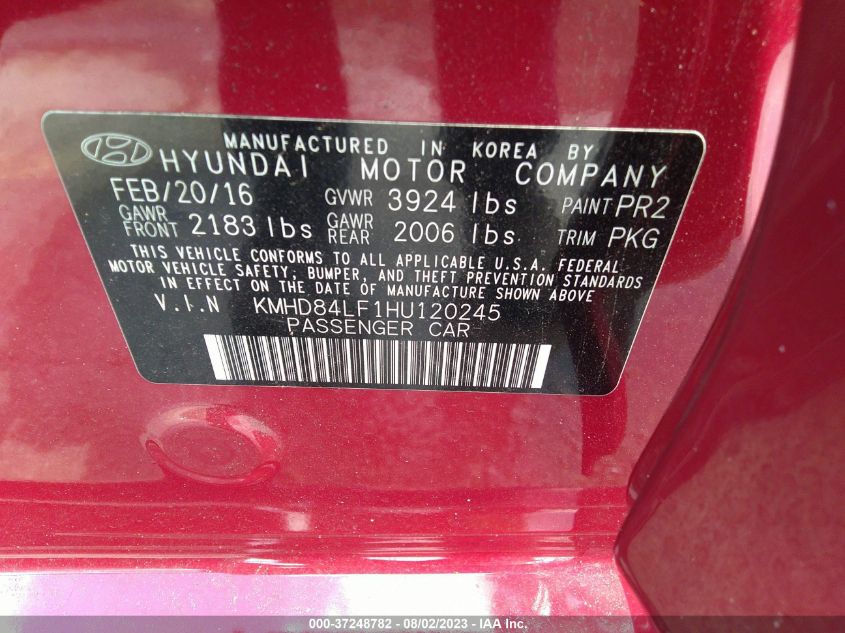 MANUFACTURED IN KOREA BY
HYUNDAI MOTOR COMPANY
FEB/20/16 GVWR 3924 lbs PAINT PR2
GAWR FRONT 2183 lbs GAWR REAR 2006 lbs TRIM PKG
THIS VEHICLE CONFORMS TO ALL APPLICABLE U.S.A. FEDERAL
MOTOR VEHICLE SAFETY, BUMPER, AND THEFT PREVENTION STANDARDS
IN EFFECT ON THE DATE OF MANUFACTURE SHOWN ABOVE
V.I.N KMHD84LF1HU120245
PASSENGER CAR
000-37248782 - 08/02/2023 - IAA Inc.